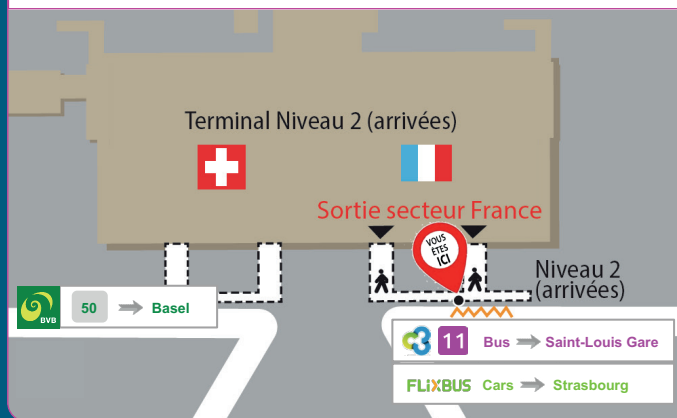 Terminal Niveau 2 (arrivées)
Sortie secteur France
VOUS
ÊTES
ICI
Niveau 2
(arrivées)
BVB 50 Basel
c3 11 Bus Saint-Louis Gare
FLiXBUS Cars Strasbourg